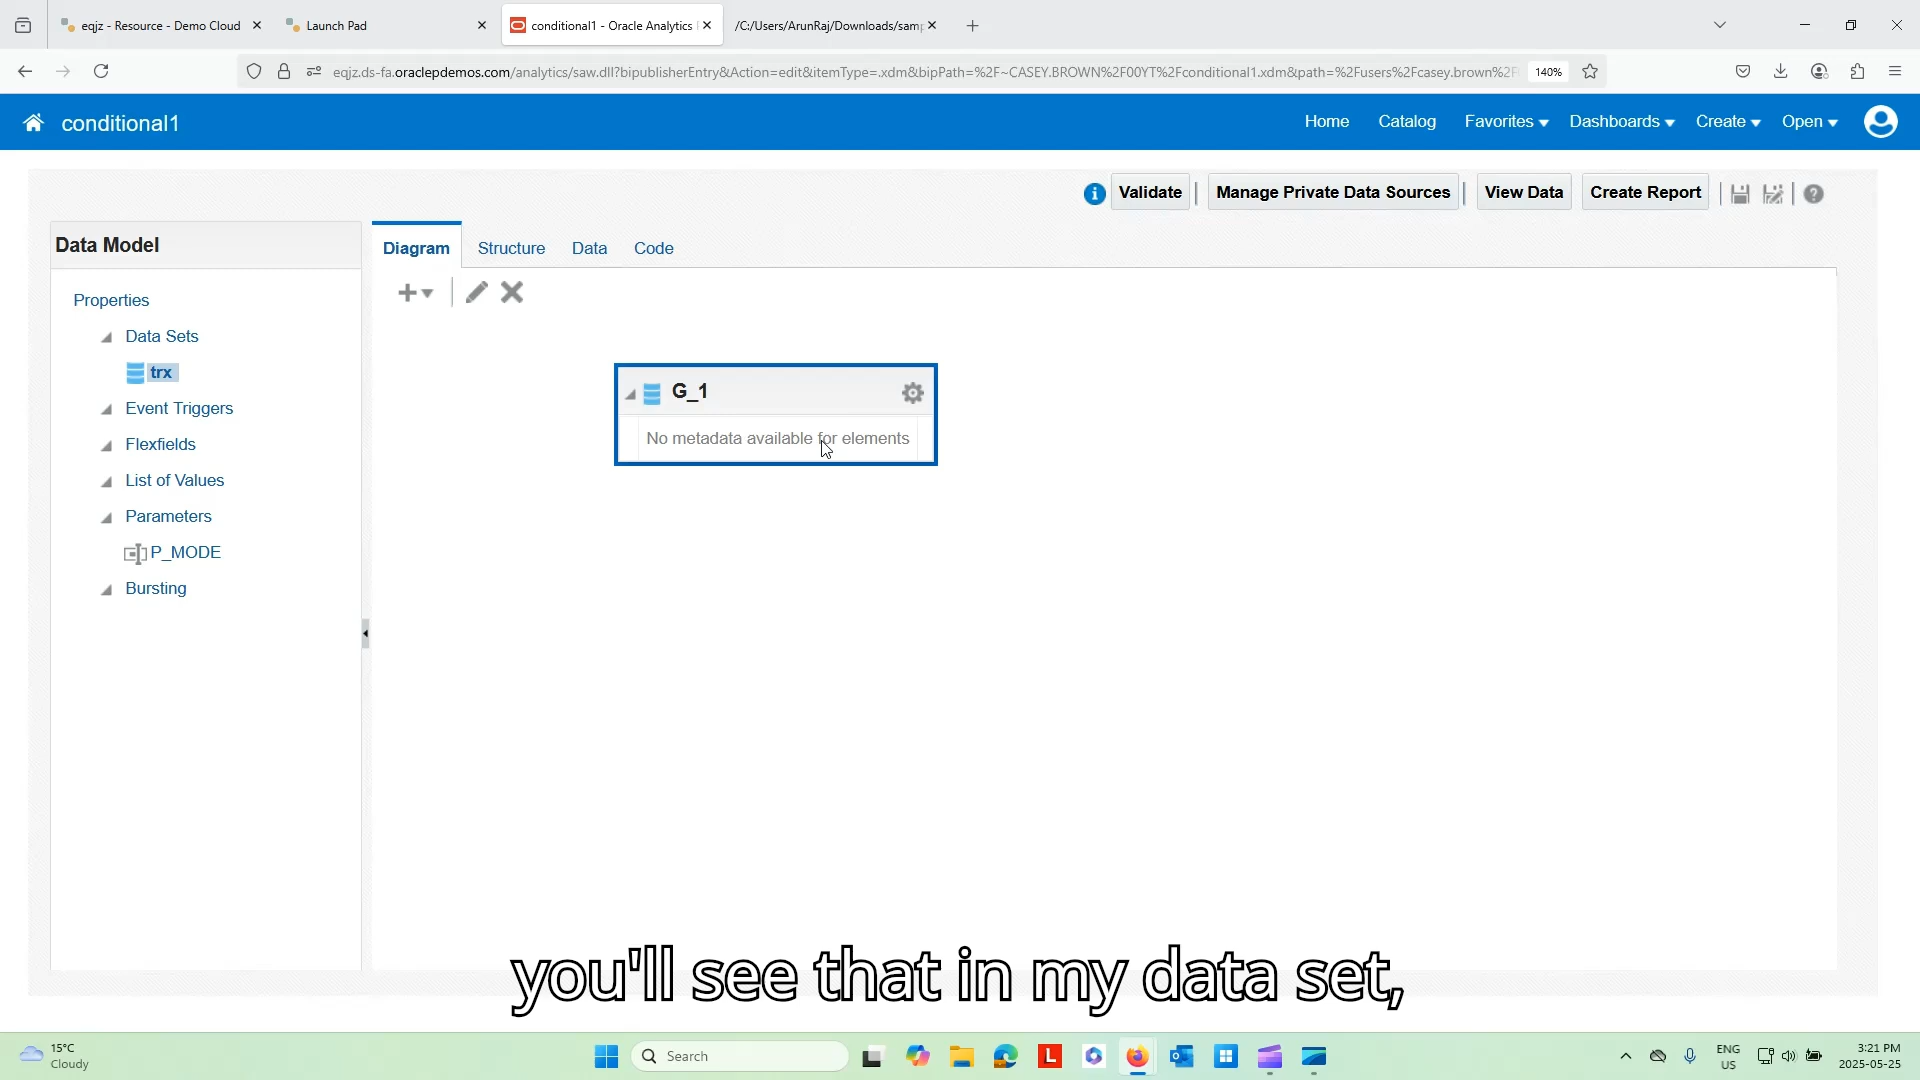 eqjz - Resource - Demo Cloud
Launch Pad
conditional1 - Oracle Analytics
/C:/Users/ArunRaj/Downloads/samp
eqjz.ds-fa.oraclepdemos.com/analytics/saw.dll?bipublisherEntry&Action=edit&itemType=.xdm&bipPath=%2F~CASEY.BROWN%2F00YT%2Fconditional1.xdm&path=%2Fusers%2Fcasey.brown%2F
140%
conditional1
Home
Catalog
Favorites
Dashboards
Create
Open
Validate
Manage Private Data Sources
View Data
Create Report
Data Model
Diagram
Structure
Data
Code
Properties
Data Sets
trx
Event Triggers
Flexfields
List of Values
Parameters
P_MODE
Bursting
G_1
No metadata available for elements
you'll see that in my data set,
15°C
Cloudy
Search
L
ENG
US
3:21 PM
2025-05-25